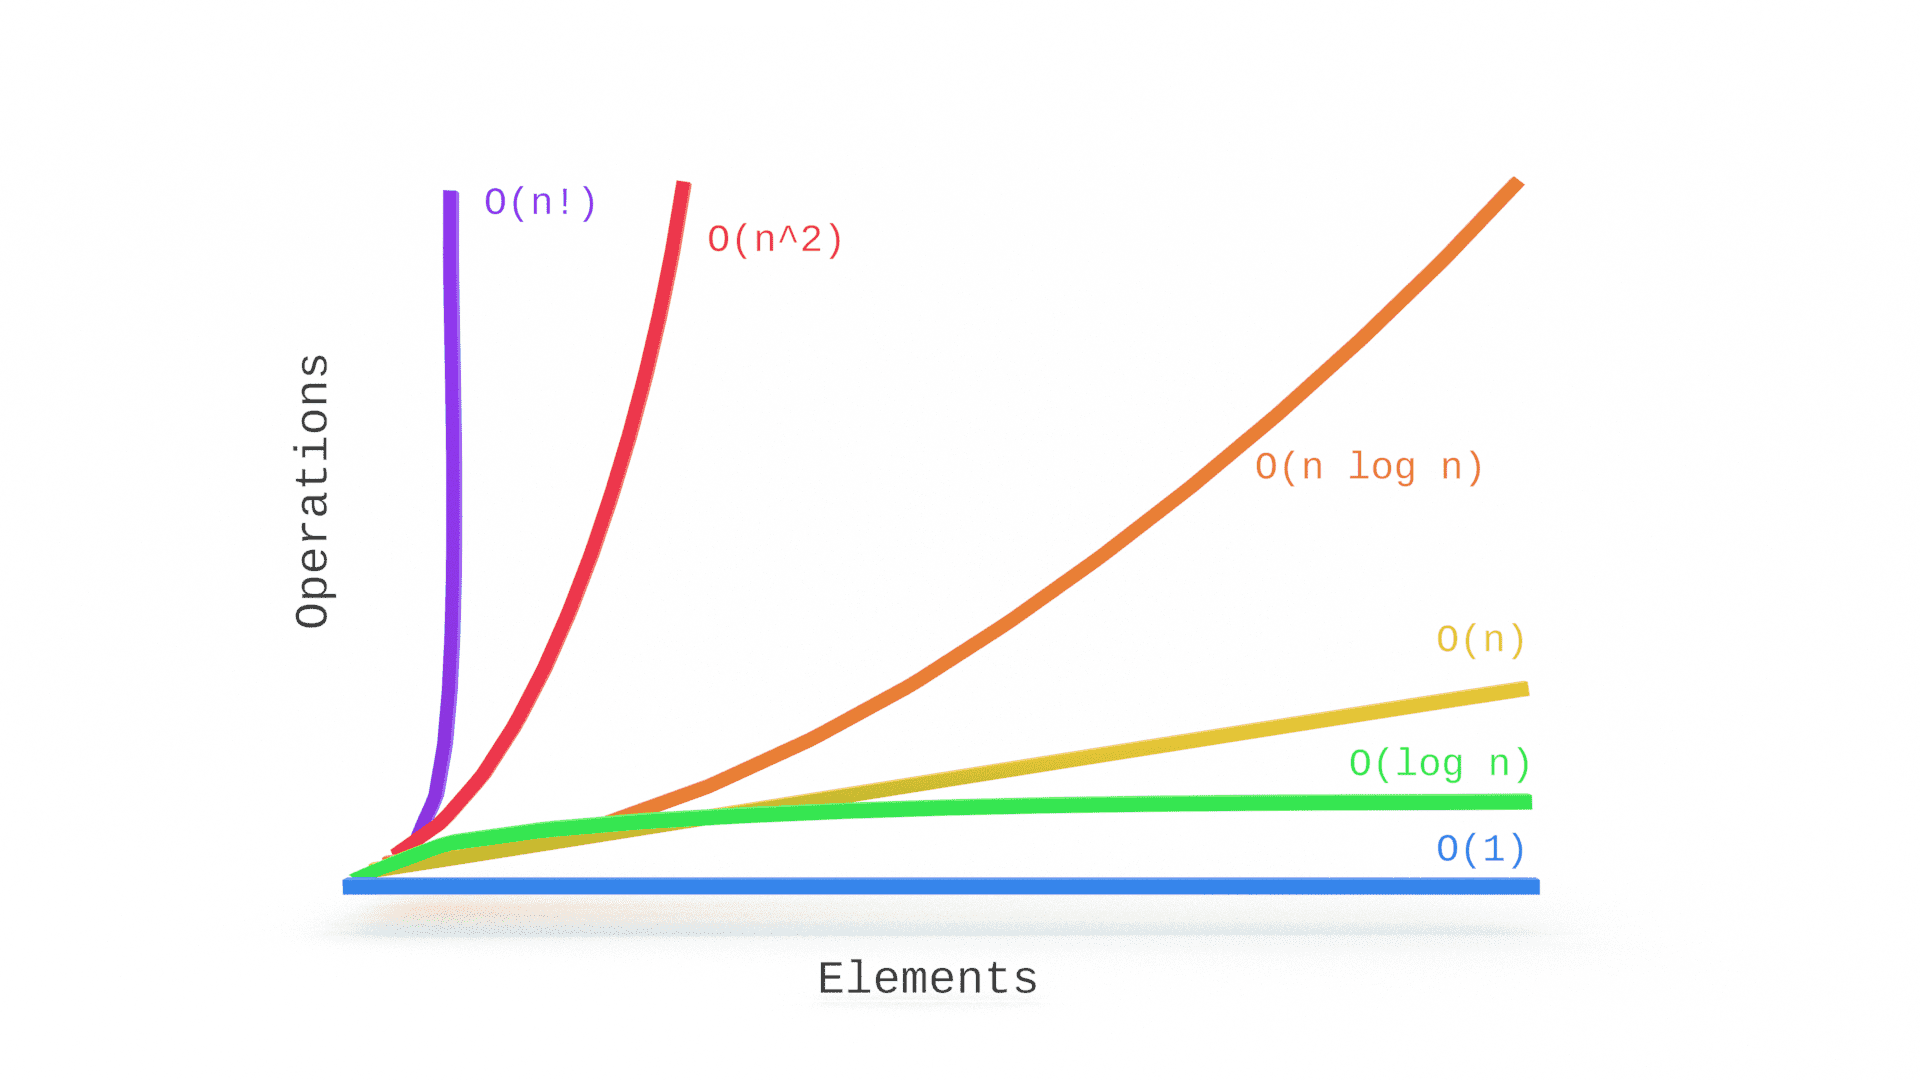 O(n!)
O(n^2)
Operations
O(n log n)
O(n)
O(log n)
O(1)
Elements